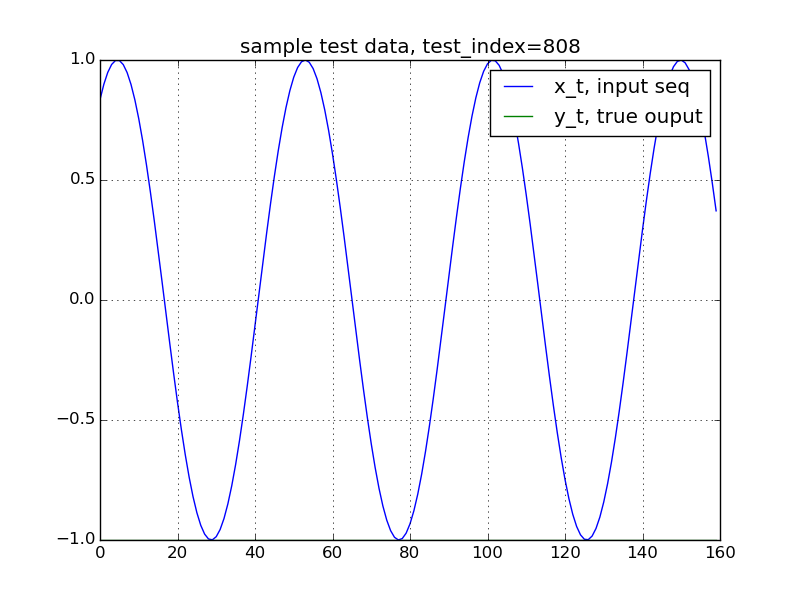 sample test data, test_index=808
x_t, input seq
y_t, true ouput
1.0
0.5
0.0
−0.5
−1.0
0 20 40 60 80 100 120 140 160